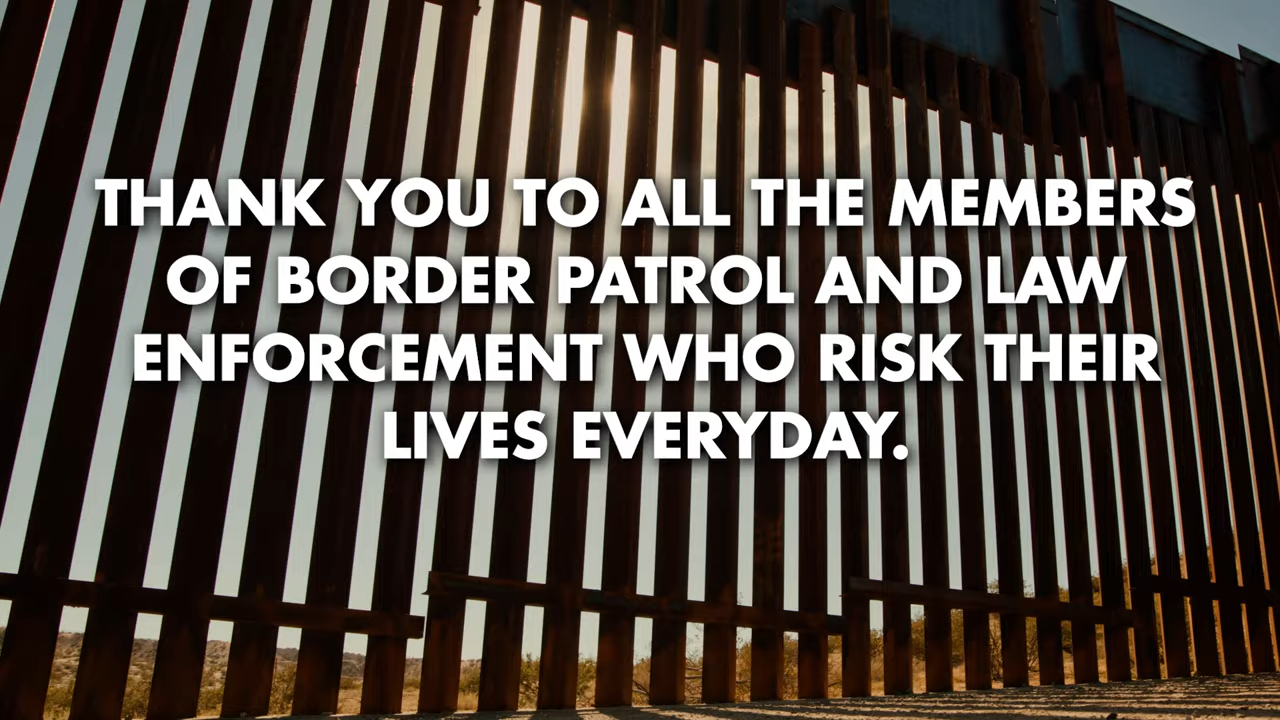 THANK YOU TO ALL THE MEMBERS
OF BORDER PATROL AND LAW
ENFORCEMENT WHO RISK THEIR
LIVES EVERYDAY.